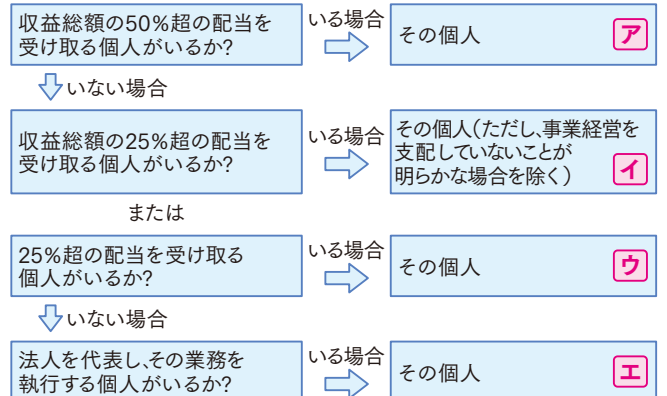 収益総額の50%超の配当を
受け取る個人がいるか?
いる場合
その個人
ア
いない場合
収益総額の25%超の配当を
受け取る個人がいるか?
いる場合
その個人(ただし、事業経営を
支配していないことが
明らかな場合を除く)
イ
または
25%超の配当を受け取る
個人がいるか?
いる場合
その個人
ウ
いない場合
法人を代表し、その業務を
執行する個人がいるか?
いる場合
その個人
エ